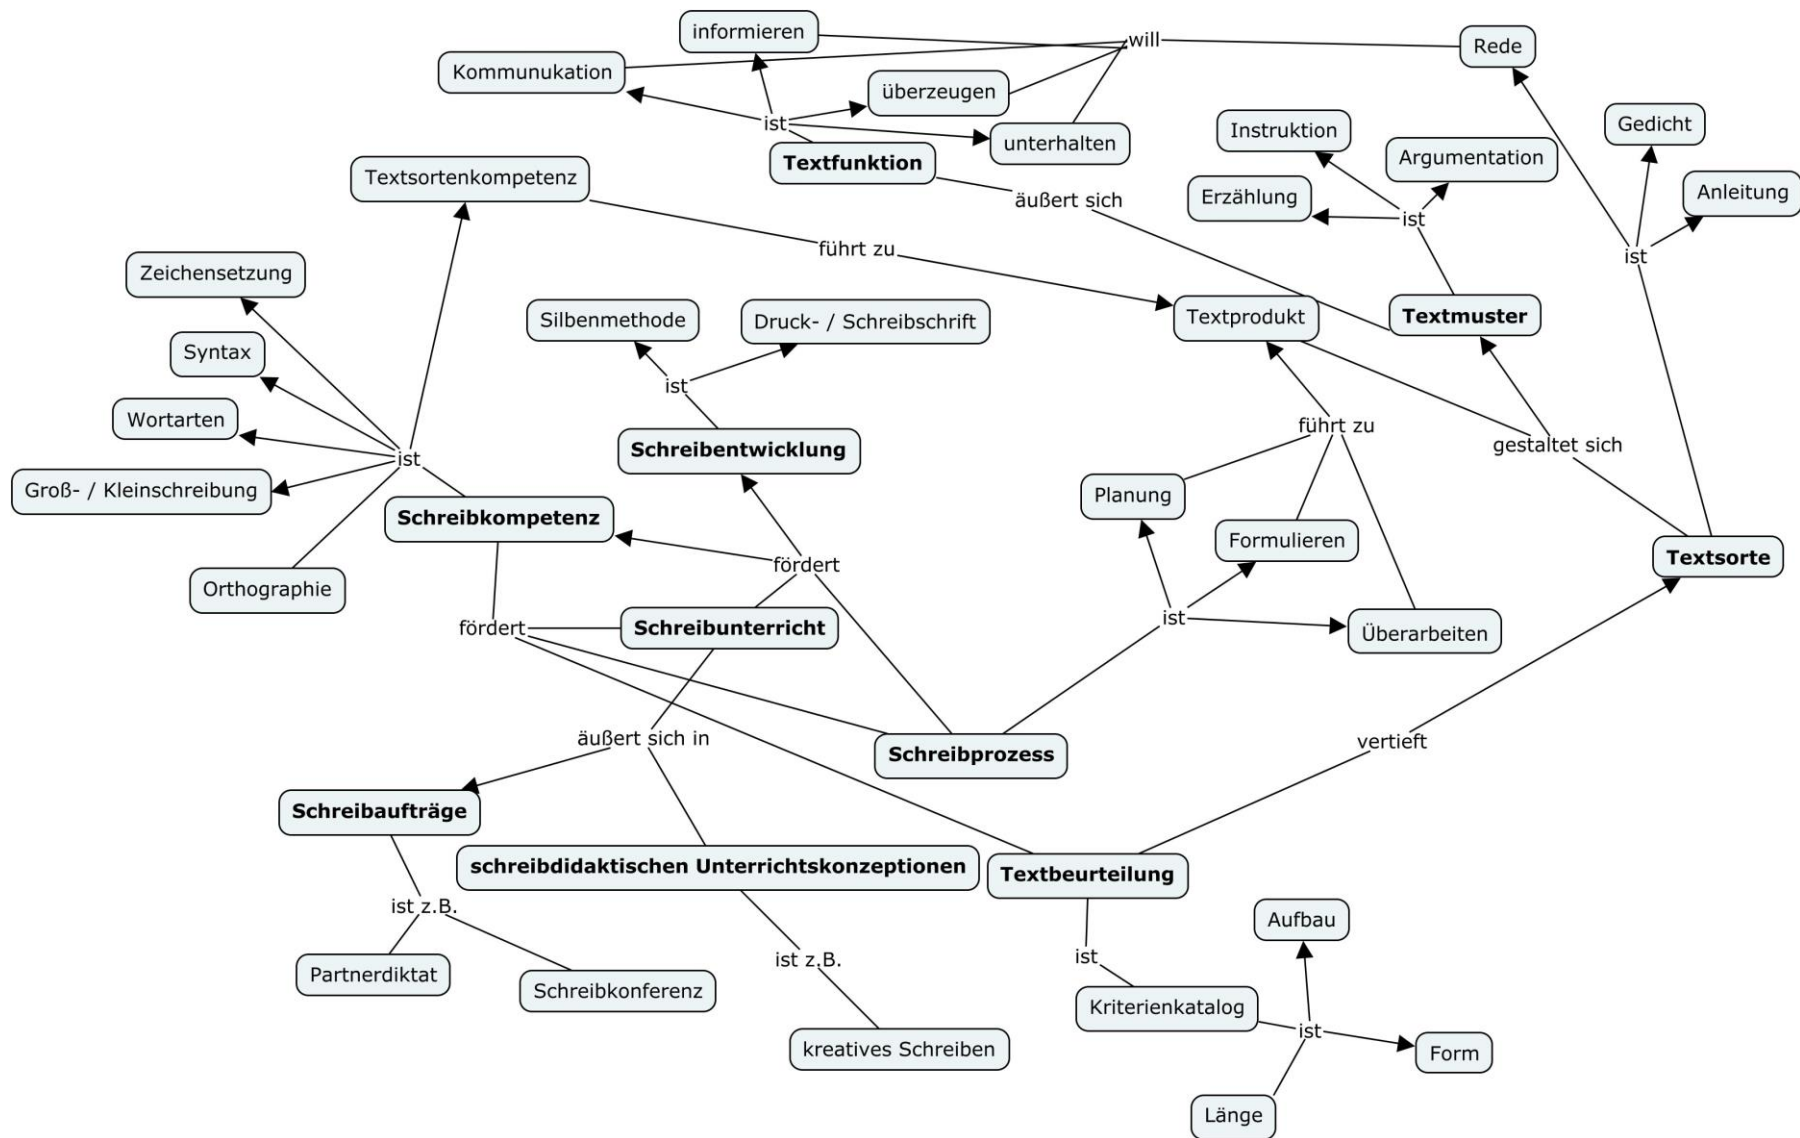 informieren
will
Rede
Kommunukation
überzeugen
ist
unterhalten
Textfunktion
Instruktion
Gedicht
Argumentation
Textsortenkompetenz
äußert sich
Erzählung
ist
Anleitung
führt zu
ist
Zeichensetzung
Silbenmethode
Druck- / Schreibschrift
Textprodukt
Textmuster
Syntax
ist
Wortarten
führt zu
gestaltet sich
Schreibentwicklung
ist
Groß- / Kleinschreibung
Planung
Schreibkompetenz
Formulieren
Textsorte
fördert
Orthographie
ist
fördert
Schreibunterricht
Überarbeiten
äußert sich in
vertieft
Schreibprozess
Schreibaufträge
schreibdidaktischen Unterrichtskonzeptionen
Textbeurteilung
ist z.B.
Aufbau
ist z.B.
ist
Partnerdiktat
Schreibkonferenz
Kriterienkatalog
ist
kreatives Schreiben
Form
Länge